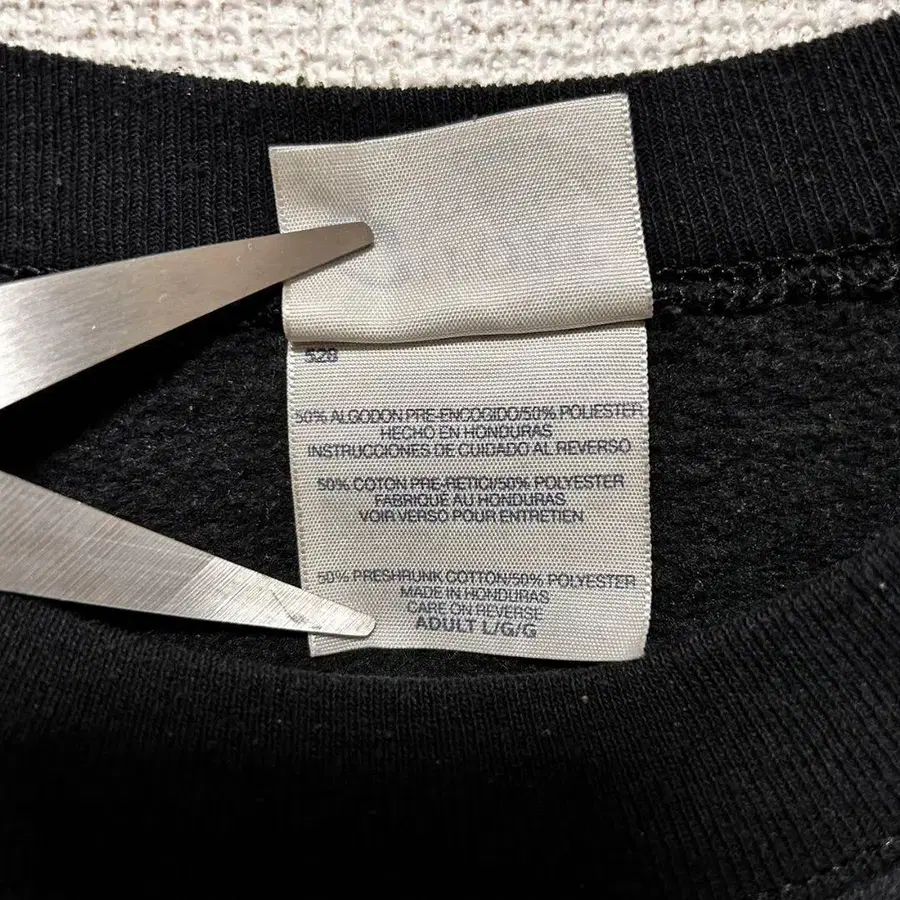 528
50% ALGODON PRE-ENCOGIDO/50% POLIESTER
HECHO EN HONDURAS
INSTRUCCIONES DE CUIDADO AL REVERSO
50% COTON PRE-RETICI/50% POLYESTER
FABRIQUE AU HONDURAS
VOIR VERSO POUR ENTRETIEN
50% PRESHRUNK COTTON/50% POLYESTER
MADE IN HONDURAS
CARE ON REVERSE
ADULT L/G/G